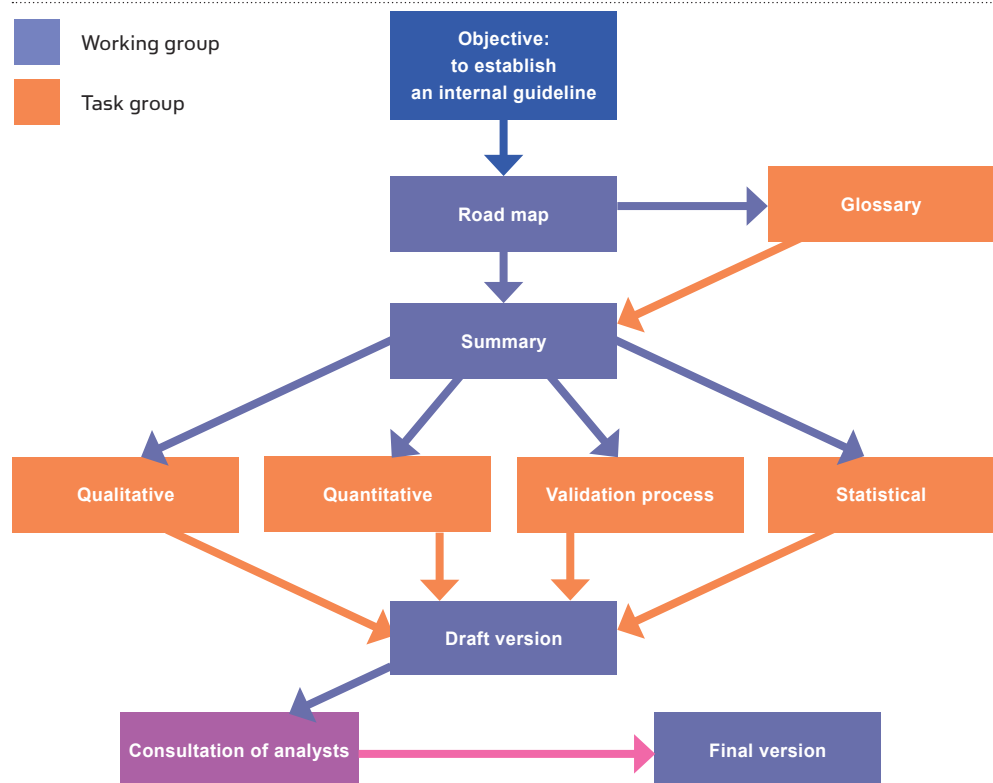 Working group
Task group
Objective:
to establish
an internal guideline
Road map
Glossary
Summary
Qualitative
Quantitative
Validation process
Statistical
Draft version
Consultation of analysts
Final version